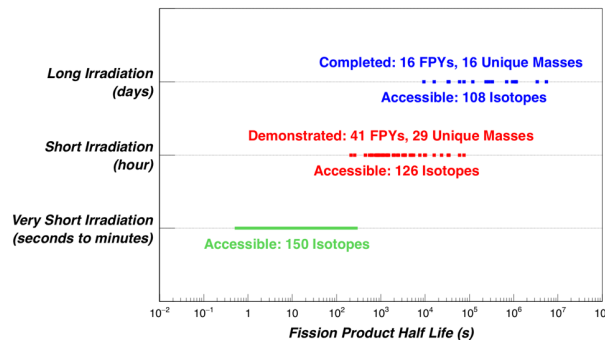 Completed: 16 FPYs, 16 Unique Masses
Long Irradiation
(days)
Accessible: 108 Isotopes
Demonstrated: 41 FPYs, 29 Unique Masses
Short Irradiation
(hour)
Accessible: 126 Isotopes
Very Short Irradiation
(seconds to minutes)
Accessible: 150 Isotopes
10⁻² 10⁻¹ 1 10 10² 10³ 10⁴ 10⁵ 10⁶ 10⁷ 10⁸
Fission Product Half Life (s)